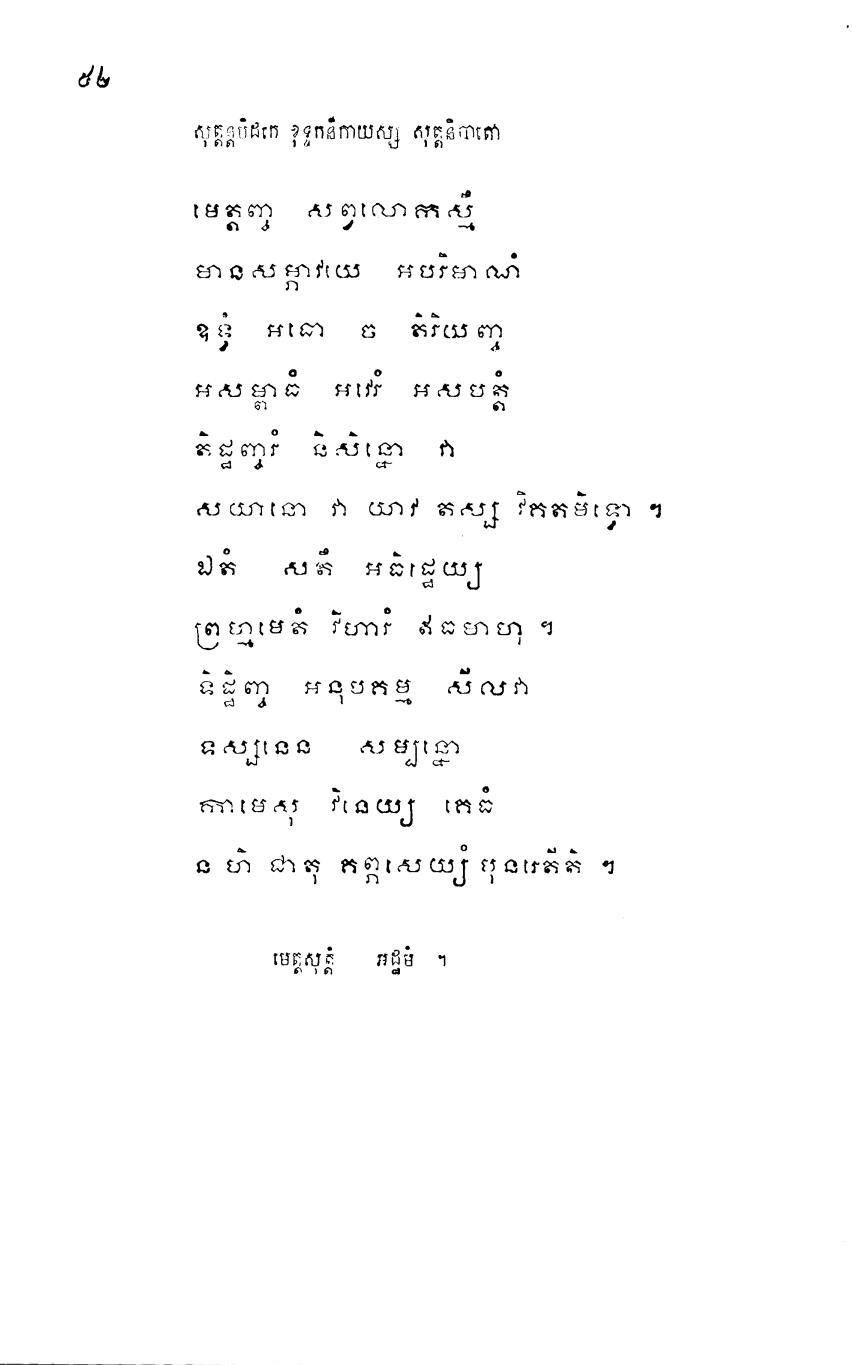 ៥២
សុត្តន្តបិដកេ ខុទ្ទកនិកាយស្ស សុត្តនិបាតោ
មេត្តញ្ច សព្វលោកស្មឹ
មានសម្ភាវយេ អបរិមាណំ
ឧទ្ធំ អធោ ច តិរិយញ្ច
អសម្ពាធំ អវេរំ អសបត្តំ
តិដ្ឋញ្ចរំ និសិន្នោ វា
សយានោ វា យាវ តស្ស វិកតមិទ្ធោ ។
ឯតំ សតឹ អធិដ្ឋេយ្យ
ព្រហ្មមេតំ វិហារំ ឥធមាហុ ។
ទិដ្ឋិញ្ច អនុបកម្ម សីលវា
ទស្សនេន សម្បន្នោ
កាមេសុ វិនេយ្យ គេធំ
ន ហិ ជាតុ គព្ភសេយ្យំ បុនរេតីតិ ។
មេត្តសុត្តំ អដ្ឋមំ ។